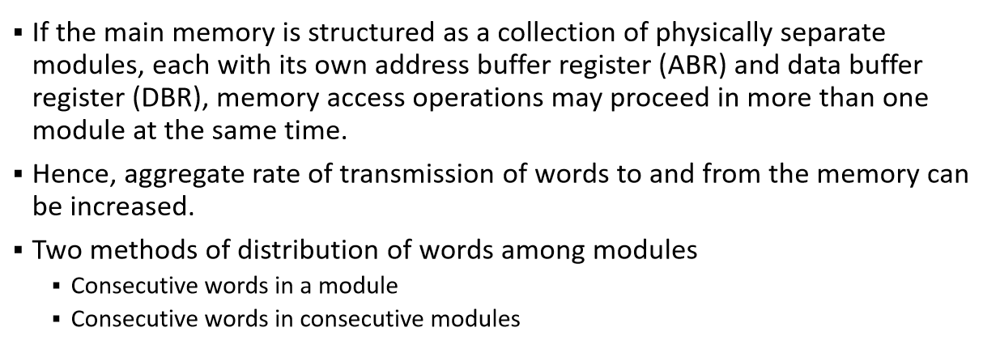 ▪ If the main memory is structured as a collection of physically separate
modules, each with its own address buffer register (ABR) and data buffer
register (DBR), memory access operations may proceed in more than one
module at the same time.
▪ Hence, aggregate rate of transmission of words to and from the memory can
be increased.
▪ Two methods of distribution of words among modules
▪ Consecutive words in a module
▪ Consecutive words in consecutive modules